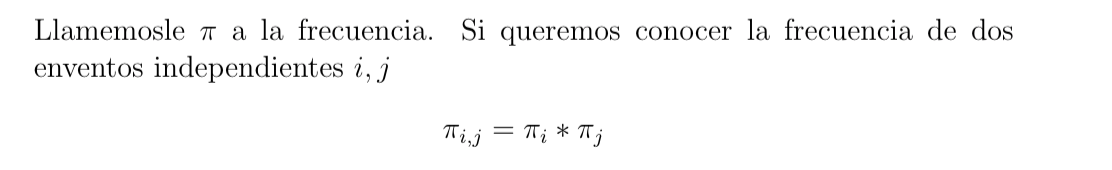 Llamemosle π a la frecuencia. Si queremos conocer la frecuencia de dos
enventos independientes i, j
π_{i,j} = π_i * π_j